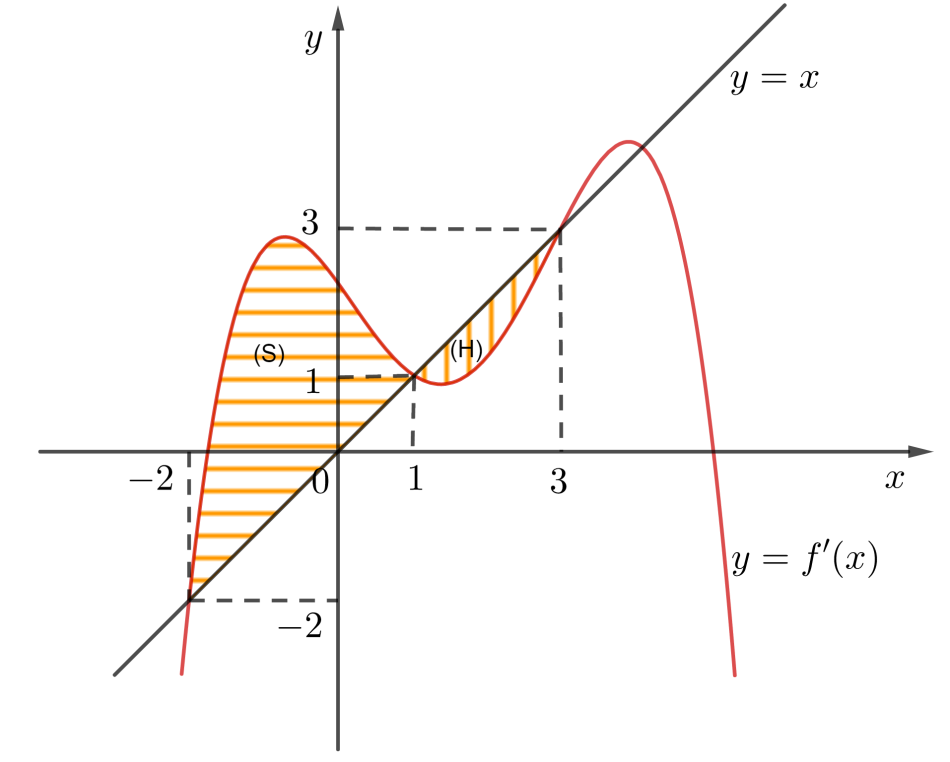 y
y = x
3
(S)
(H)
1
−2
0
1
3
x
y = f′(x)
−2